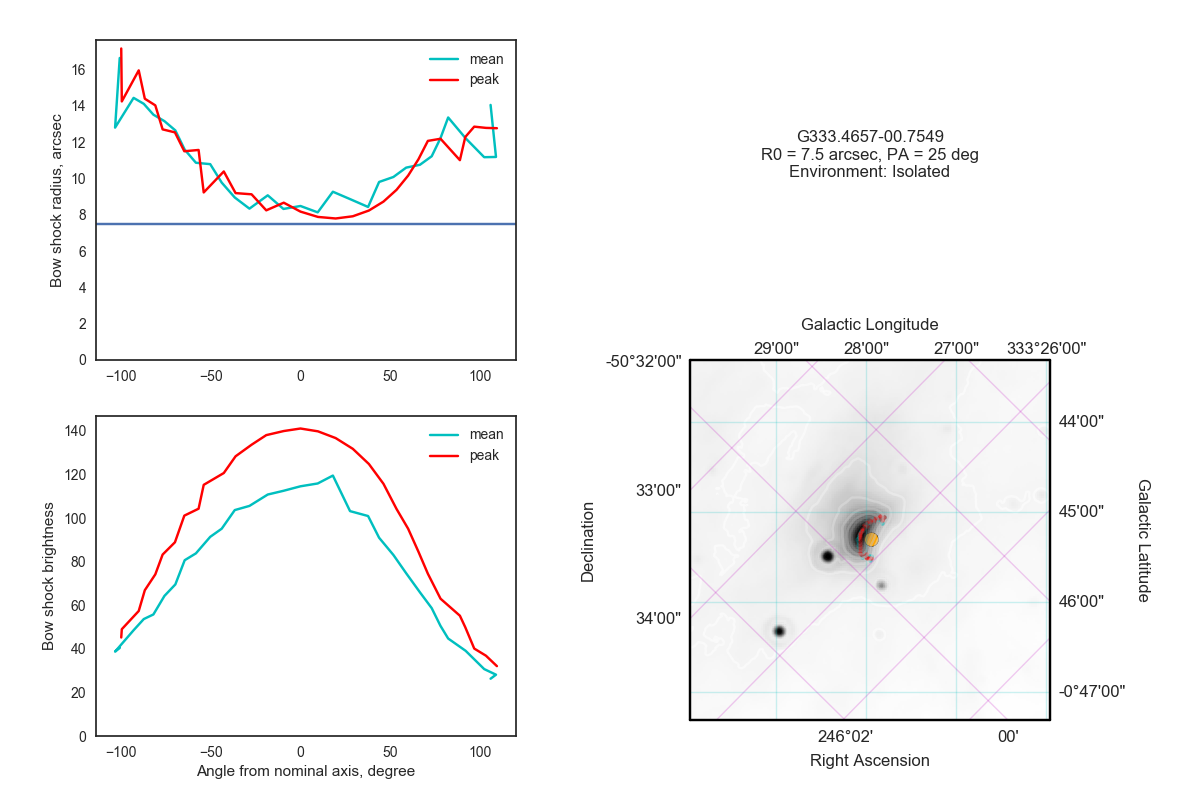 Bow shock radius, arcsec
16
14
12
10
8
6
4
2
0
−100
−50
0
50
100
mean
peak
G333.4657-00.7549
R0 = 7.5 arcsec, PA = 25 deg
Environment: Isolated
Bow shock brightness
140
120
100
80
60
40
20
0
−100
−50
0
50
100
Angle from nominal axis, degree
mean
peak
Galactic Longitude
29'00"
28'00"
27'00"
333°26'00"
-50°32'00"
33'00"
34'00"
Declination
44'00"
45'00"
46'00"
-0°47'00"
Galactic Latitude
246°02'
00'
Right Ascension